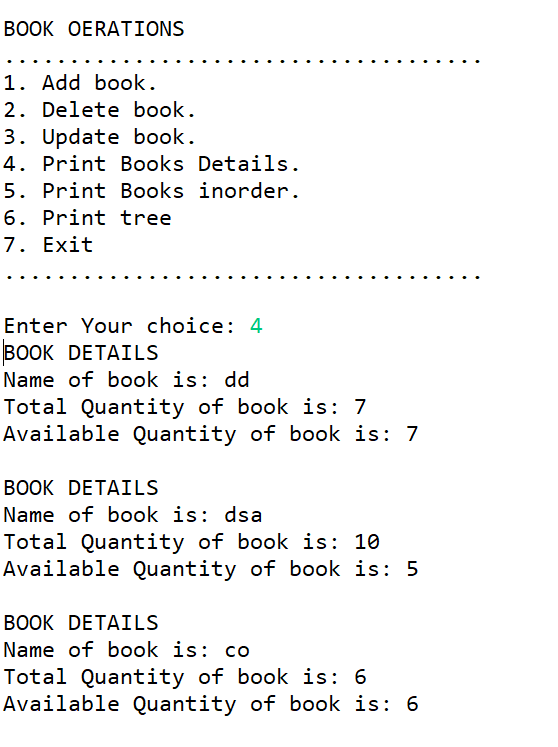 BOOK OERATIONS
.....................................
1. Add book.
2. Delete book.
3. Update book.
4. Print Books Details.
5. Print Books inorder.
6. Print tree
7. Exit
.....................................
Enter Your choice: 4
BOOK DETAILS
Name of book is: dd
Total Quantity of book is: 7
Available Quantity of book is: 7
BOOK DETAILS
Name of book is: dsa
Total Quantity of book is: 10
Available Quantity of book is: 5
BOOK DETAILS
Name of book is: co
Total Quantity of book is: 6
Available Quantity of book is: 6